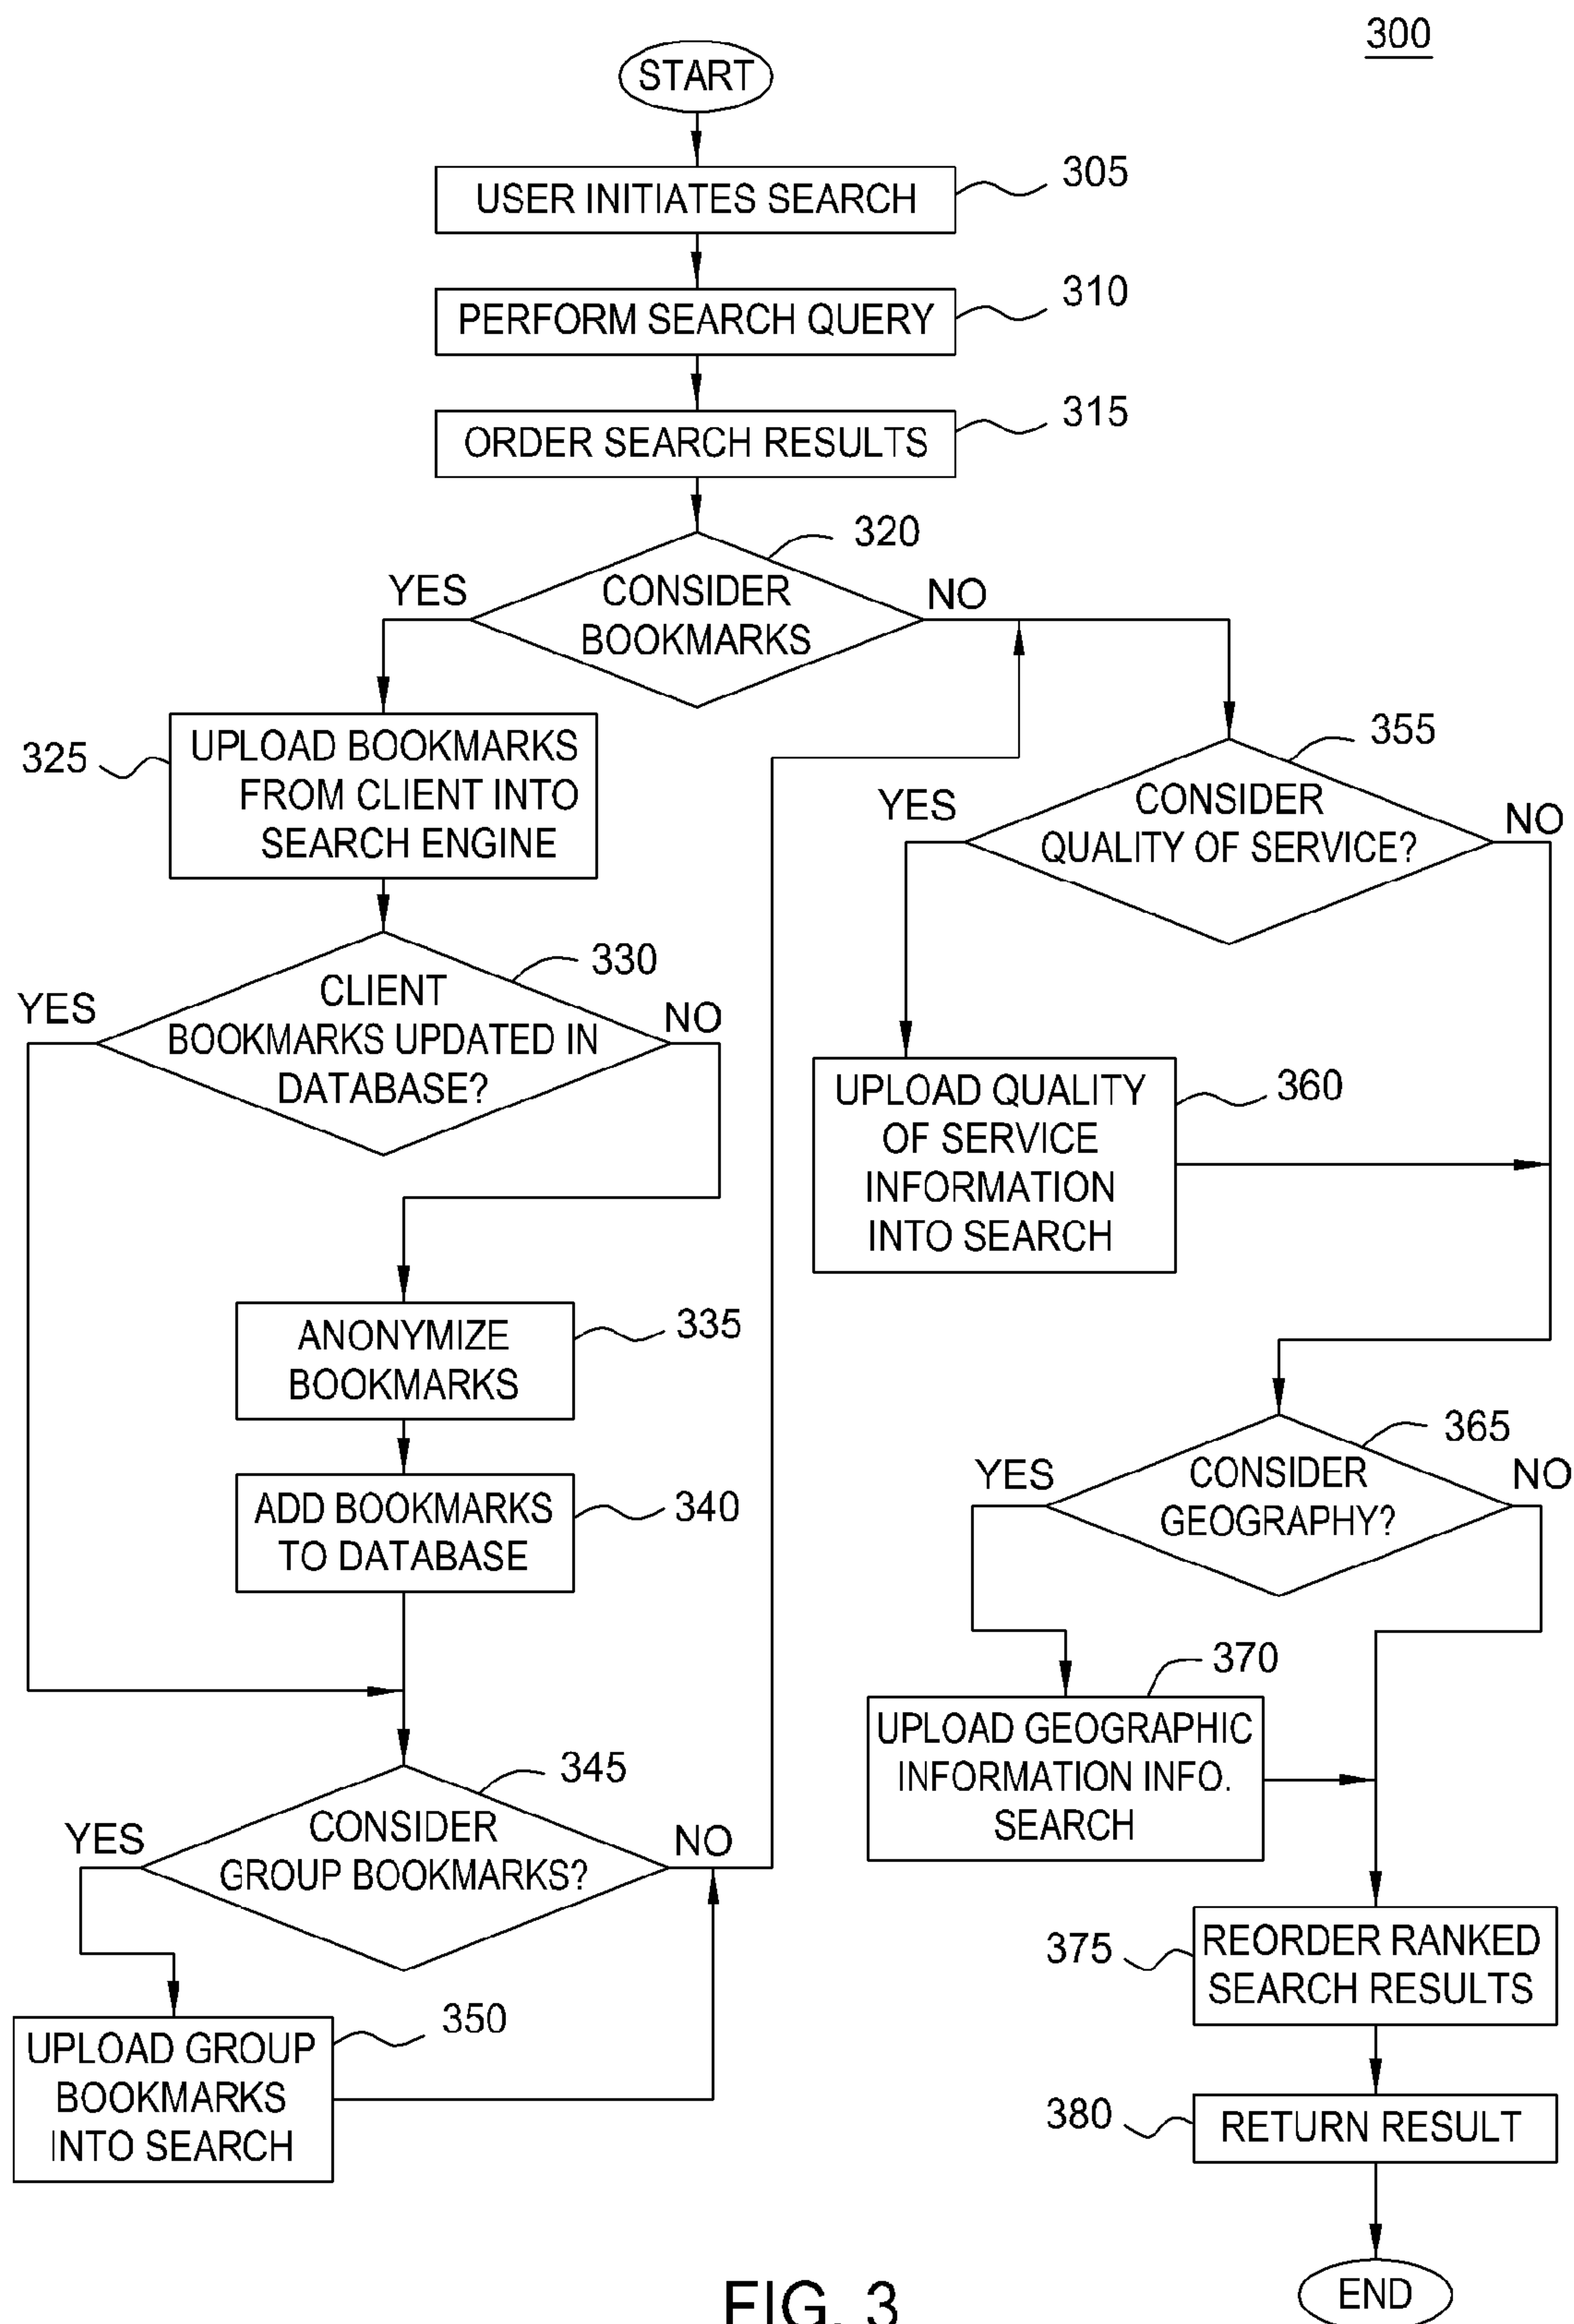 300
START
USER INITIATES SEARCH
305
PERFORM SEARCH QUERY
310
ORDER SEARCH RESULTS
315
320
YES
CONSIDER
BOOKMARKS
NO
325
UPLOAD BOOKMARKS
FROM CLIENT INTO
SEARCH ENGINE
330
YES
CLIENT
BOOKMARKS UPDATED IN
DATABASE?
NO
ANONYMIZE
BOOKMARKS
335
ADD BOOKMARKS
TO DATABASE
340
345
YES
CONSIDER
GROUP BOOKMARKS?
NO
350
UPLOAD GROUP
BOOKMARKS
INTO SEARCH
355
YES
CONSIDER
QUALITY OF SERVICE?
NO
UPLOAD QUALITY
OF SERVICE
INFORMATION
INTO SEARCH
360
365
YES
CONSIDER
GEOGRAPHY?
NO
370
UPLOAD GEOGRAPHIC
INFORMATION INFO.
SEARCH
375
REORDER RANKED
SEARCH RESULTS
380
RETURN RESULT
END
FIG. 3